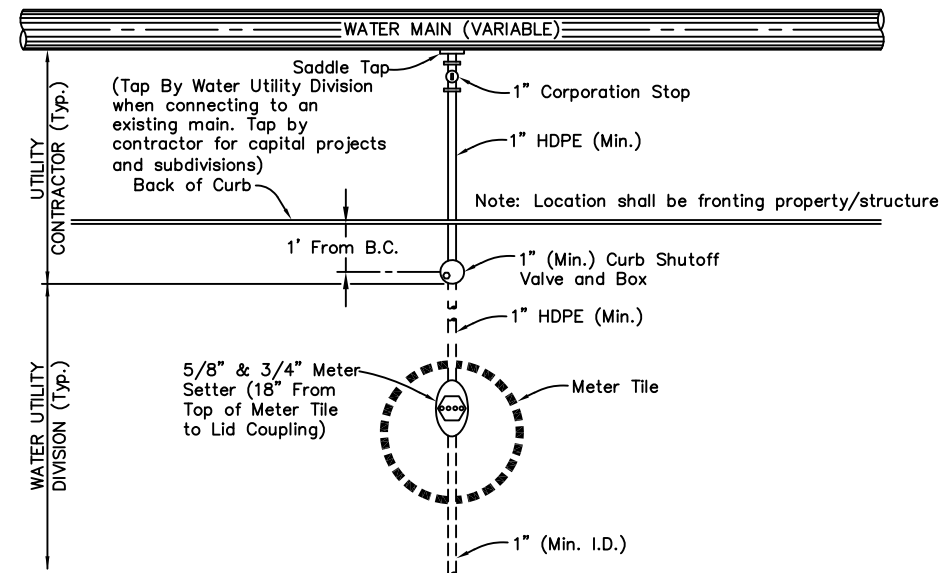 WATER MAIN (VARIABLE)
Saddle Tap
(Tap By Water Utility Division
when connecting to an
existing main. Tap by
contractor for capital projects
and subdivisions)
1" Corporation Stop
1" HDPE (Min.)
UTILITY
CONTRACTOR (Typ.)
Back of Curb
Note: Location shall be fronting property/structure
1' From B.C.
1" (Min.) Curb Shutoff
Valve and Box
1" HDPE (Min.)
5/8" & 3/4" Meter
Setter (18" From
Top of Meter Tile
to Lid Coupling)
Meter Tile
WATER UTILITY
DIVISION (Typ.)
1" (Min. I.D.)